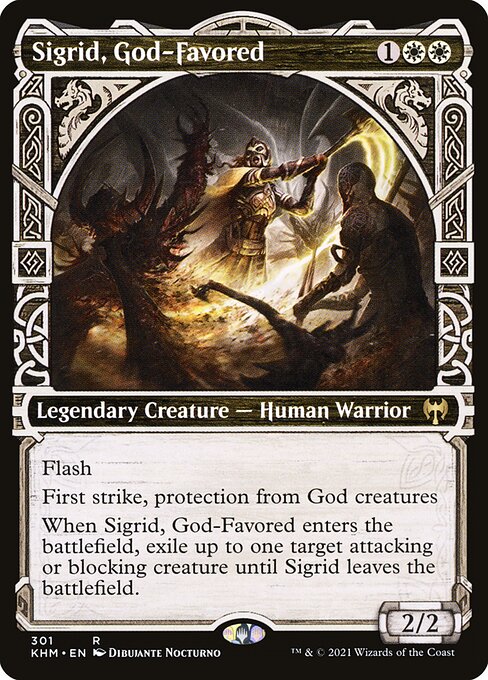 Sigrid, God-Favored 1
Legendary Creature — Human Warrior
Flash
First strike, protection from God creatures
When Sigrid, God-Favored enters the
battlefield, exile up to one target attacking
or blocking creature until Sigrid leaves the
battlefield.
2/2
301 R
KHM • EN Dibujante Nocturno
™ & © 2021 Wizards of the Coast